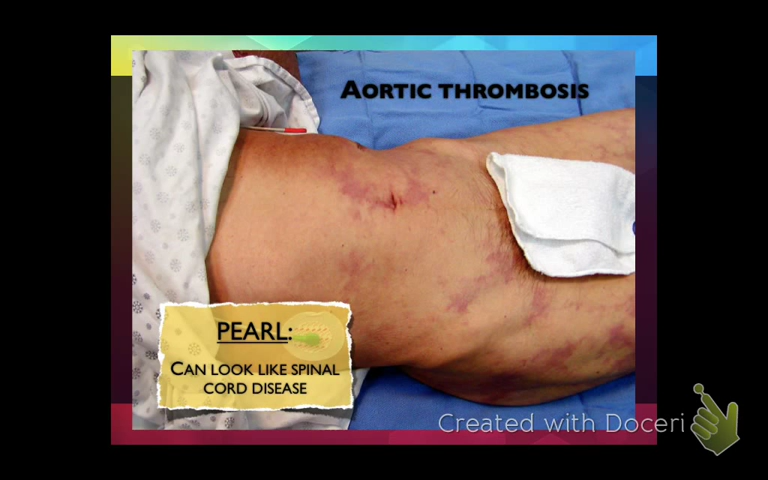 AORTIC THROMBOSIS
PEARL:
CAN LOOK LIKE SPINAL
CORD DISEASE
Created with Doceri